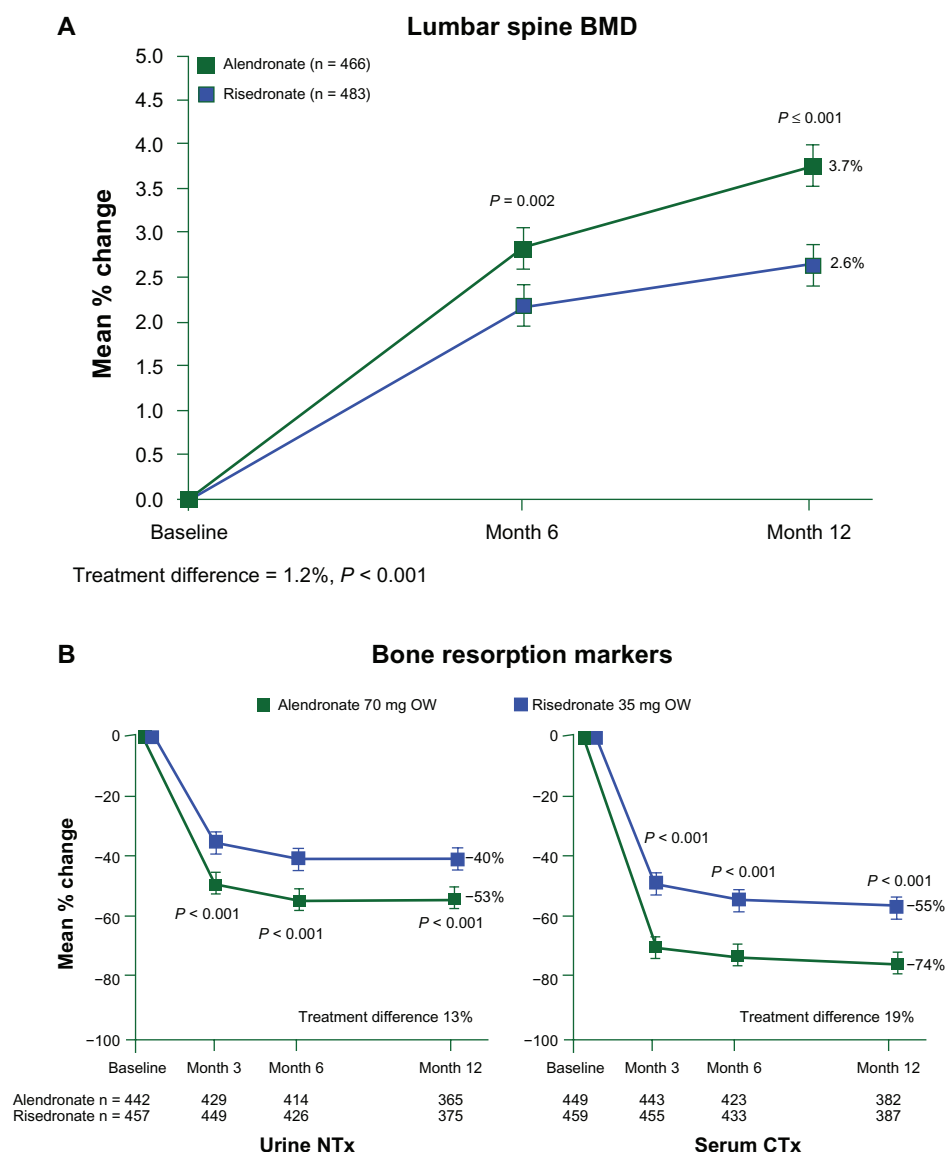 A
Lumbar spine BMD
Alendronate (n = 466)
Risedronate (n = 483)
Mean % change
5.0
4.5
4.0
3.5
3.0
2.5
2.0
1.5
1.0
0.5
0.0
P = 0.002
P ≤ 0.001
3.7%
2.6%
Baseline Month 6 Month 12
Treatment difference = 1.2%, P < 0.001
B
Bone resorption markers
Alendronate 70 mg OW Risedronate 35 mg OW
Mean % change
0
−20
−40
−60
−80
−100
−40%
−53%
P < 0.001
P < 0.001
P < 0.001
Treatment difference 13%
Baseline Month 3 Month 6 Month 12
0
−20
−40
−60
−80
−100
P < 0.001
P < 0.001
P < 0.001
−55%
−74%
Treatment difference 19%
Baseline Month 3 Month 6 Month 12
Alendronate n = 442 429 414 365 449 443 423 382
Risedronate n = 457 449 426 375 459 455 433 387
Urine NTx Serum CTx